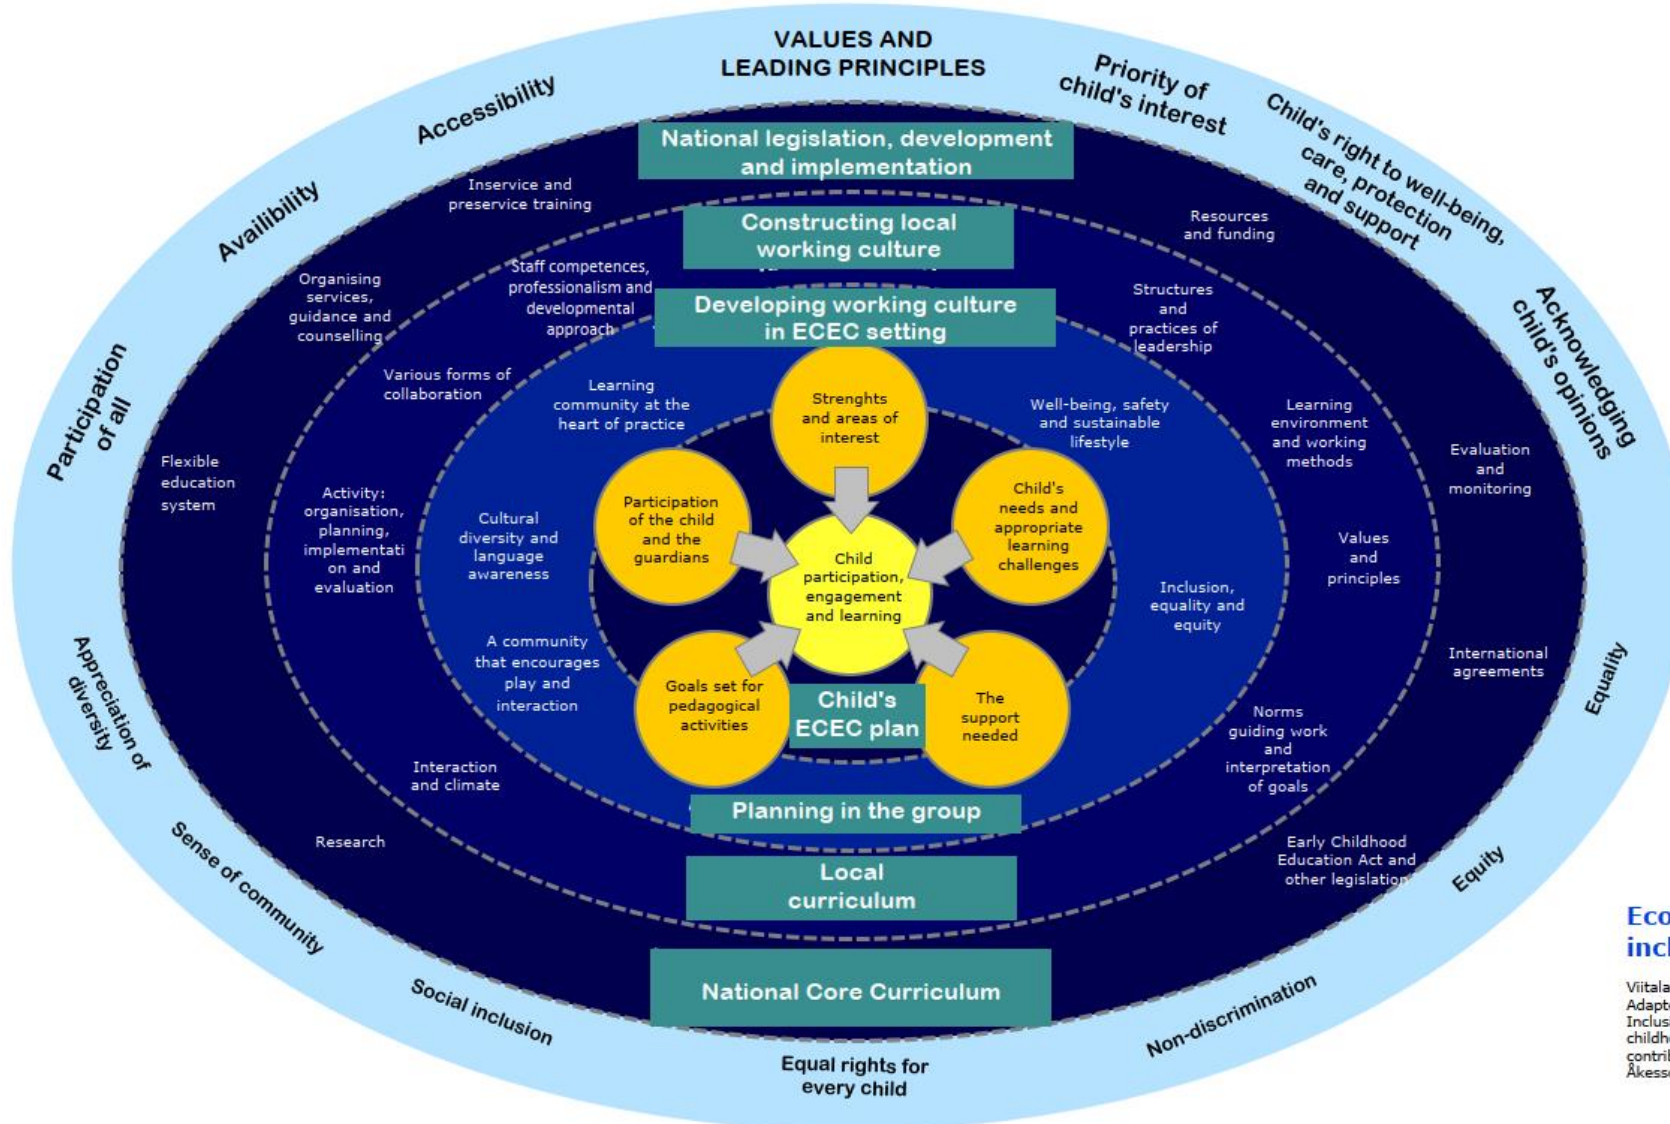 VALUES AND
LEADING PRINCIPLES
Priority of
child's interest
Child's right to well-being,
care, protection
and support
Acknowledging
child's opinions
Equality
Equity
Non-discrimination
Equal rights for
every child
Social inclusion
Sense of community
Appreciation of
diversity
Participation
of all
Availibility
Accessibility
National legislation, development
and implementation
Inservice and
preservice training
Resources
and funding
Organising
services,
guidance and
counselling
Flexible
education
system
Evaluation
and
monitoring
International
agreements
Research
Early Childhood
Education Act and
other legislation
National Core Curriculum
Constructing local
working culture
Staff competences,
professionalism and
developmental
approach
Structures
and
practices of
leadership
Various forms of
collaboration
Learning
environment
and working
methods
Activity:
organisation,
planning,
implementati
on and
evaluation
Values
and
principles
Interaction
and climate
Norms
guiding work
and
interpretation
of goals
Local
curriculum
Developing working culture
in ECEC setting
Learning
community at the
heart of practice
Well-being, safety
and sustainable
lifestyle
Cultural
diversity and
language
awareness
Inclusion,
equality and
equity
A community
that encourages
play and
interaction
Planning in the group
Strenghts
and areas of
interest
Participation
of the child
and the
guardians
Child's
needs and
appropriate
learning
challenges
Child
participation,
engagement
and learning
Goals set for
pedagogical
activities
The
support
needed
Child's
ECEC plan
Eco
incl
Viitala
Adapt
Inclusi
childho
contrib
Åkess